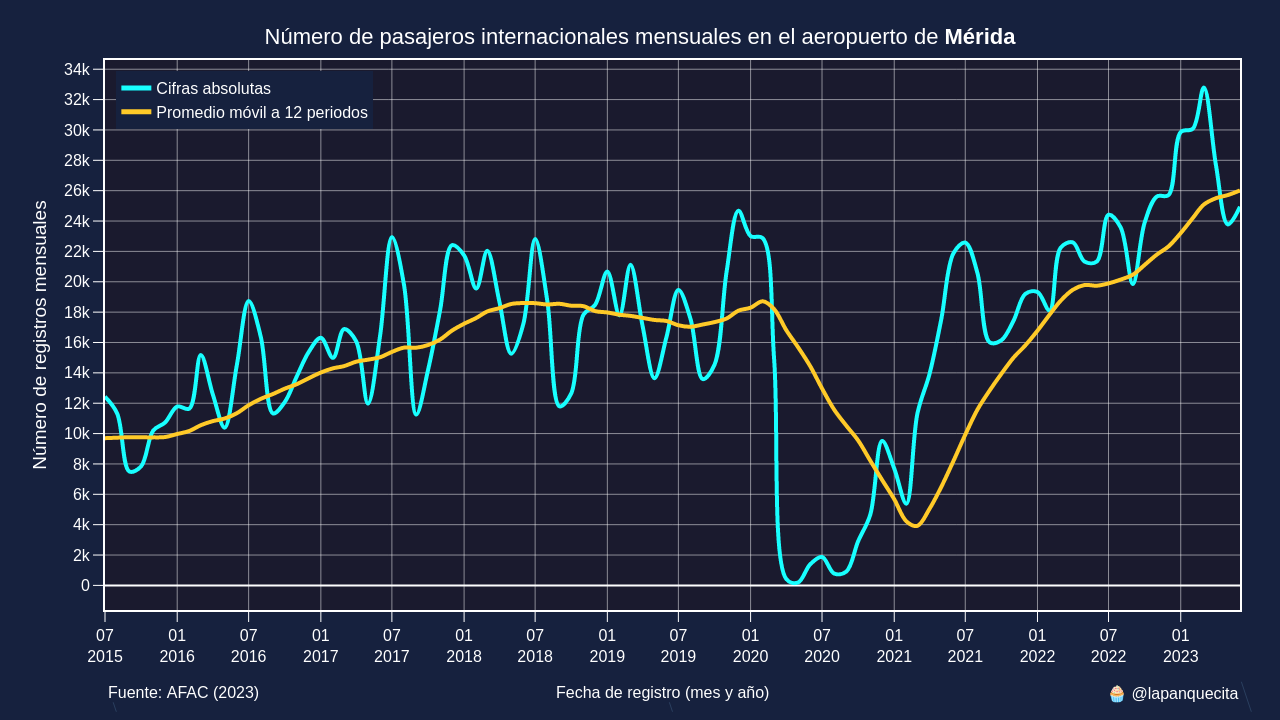 Número de pasajeros internacionales mensuales en el aeropuerto de Mérida
Cifras absolutas
Promedio móvil a 12 periodos
Número de registros mensuales
34k
32k
30k
28k
26k
24k
22k
20k
18k
16k
14k
12k
10k
8k
6k
4k
2k
0
07 01 07 01 07 01 07 01 07 01 07 01 07 01 07 01
2015 2016 2016 2017 2017 2018 2018 2019 2019 2020 2020 2021 2021 2022 2022 2023
Fuente: AFAC (2023)
Fecha de registro (mes y año)
🧁 @lapanquecita